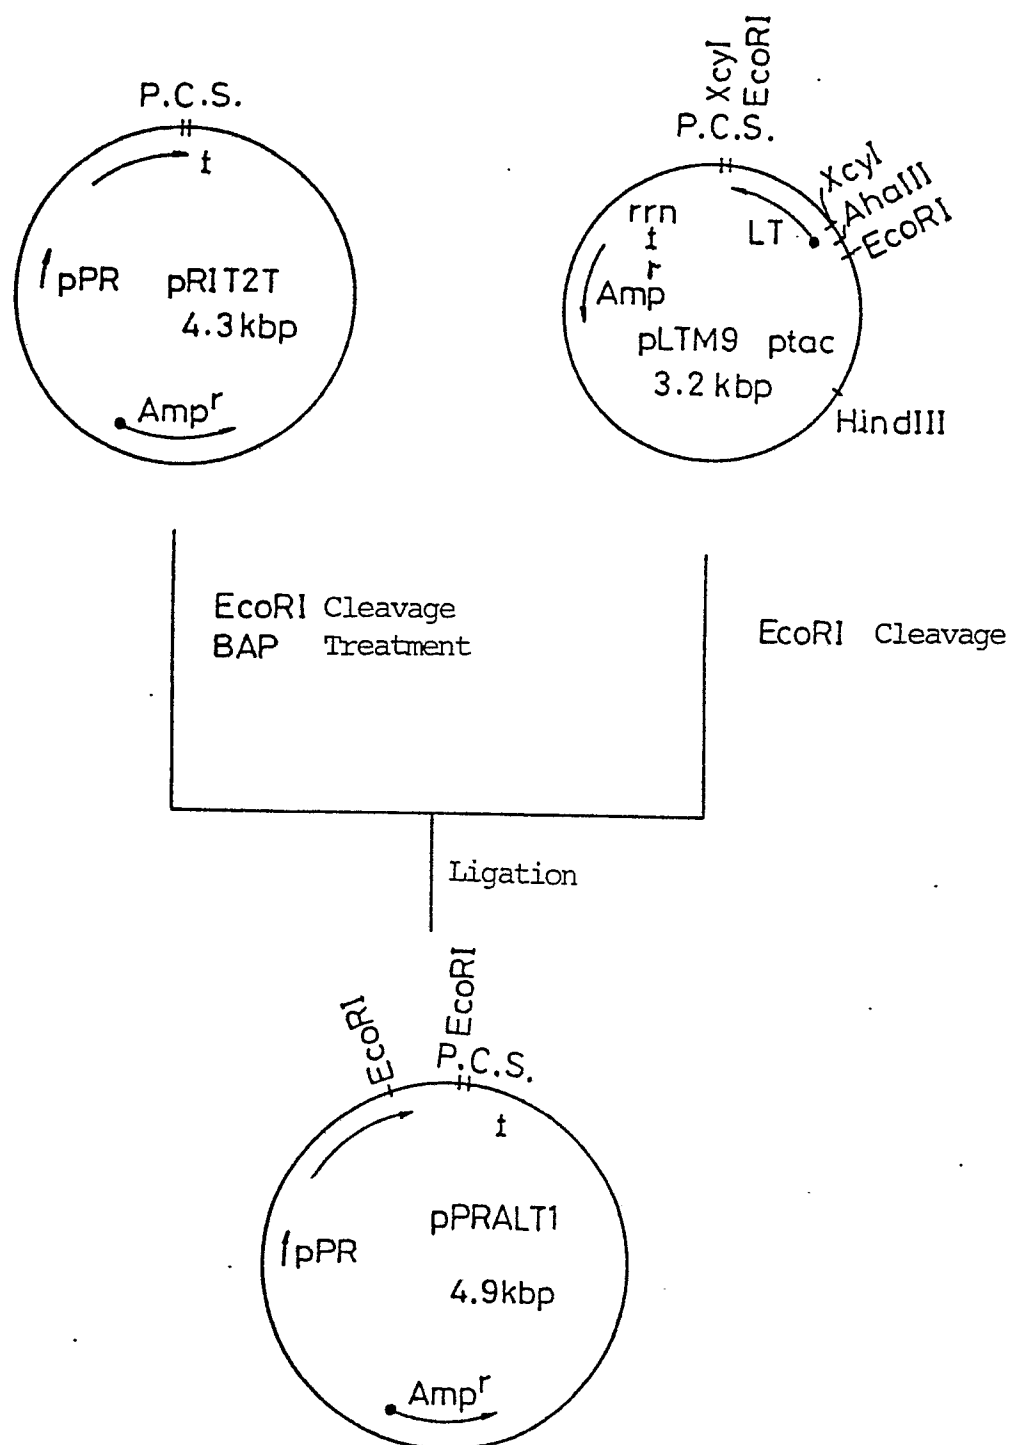 P.C.S.
t
pPR
pRIT2T
4.3kbp
Ampr
XcyI
EcoRI
P.C.S.
XcyI
AhaIII
EcoRI
LT
rrn
t
r
Amp
pLTM9 ptac
3.2 kbp
HindIII
EcoRI Cleavage
BAP Treatment
EcoRI Cleavage
Ligation
EcoRI
EcoRI
P.C.S.
t
pPRALT1
pPR
4.9kbp
Ampr